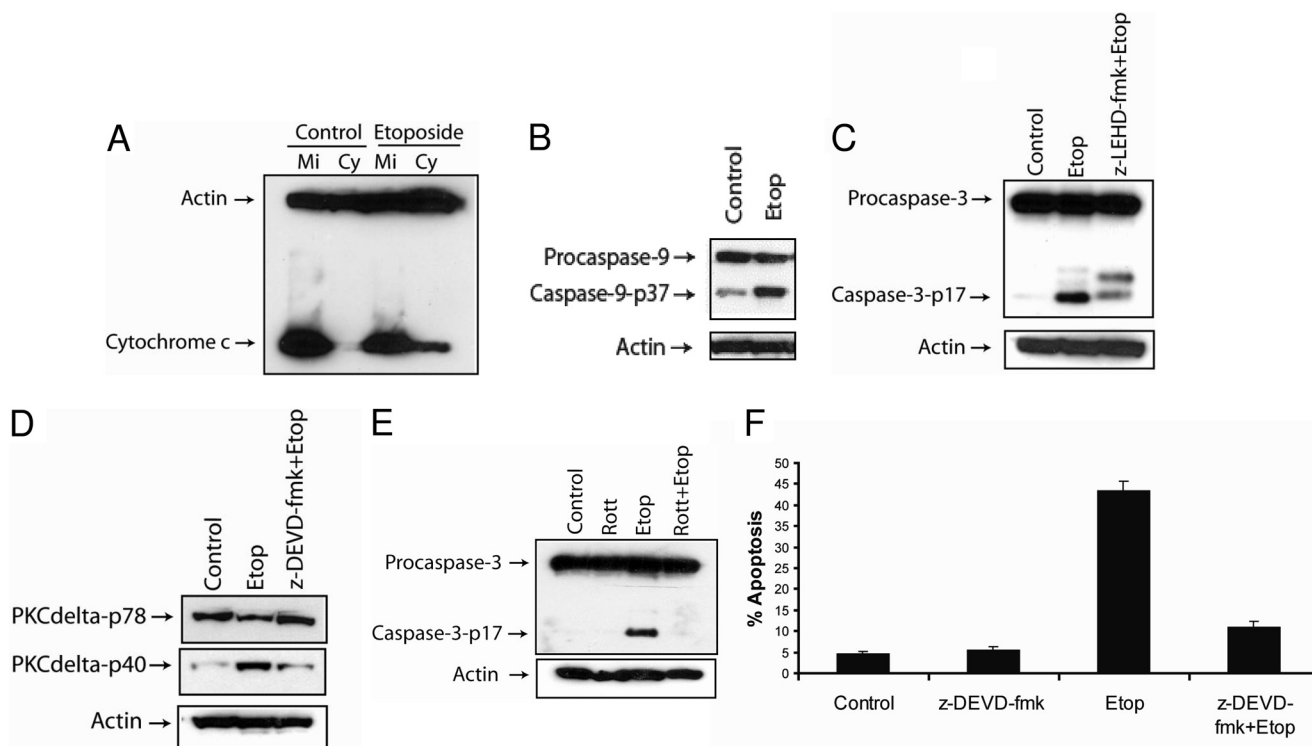 A
Control Etoposide
Mi Cy Mi Cy
Actin →
Cytochrome c →
B
Control
Etop
Procaspase-9 →
Caspase-9-p37 →
Actin →
C
Control
Etop
z-LEHD-fmk+Etop
Procaspase-3 →
Caspase-3-p17 →
Actin →
D
Control
Etop
z-DEVD-fmk+Etop
PKCdelta-p78 →
PKCdelta-p40 →
Actin →
E
Control
Rott
Etop
Rott+Etop
Procaspase-3 →
Caspase-3-p17 →
Actin →
F
% Apoptosis
50
45
40
35
30
25
20
15
10
5
0
Control
z-DEVD-fmk
Etop
z-DEVD-
fmk+Etop